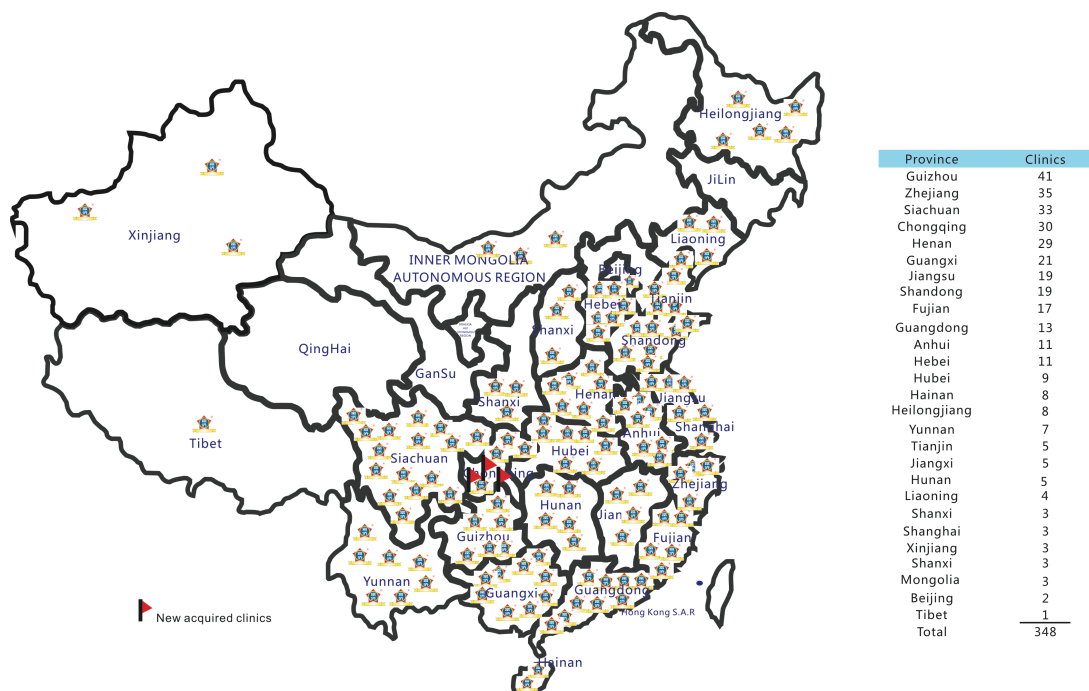 Heilongjiang
JiLin
Liaoning
Xinjiang
INNER MONGOLIA
AUTONOMOUS REGION
Beijing
Tianjin
Hebei
Shanxi
Shandong
QingHai
GanSu
Shanxi
Henan
Jiangsu
Anhui
Shanghai
Tibet
Siachuan
Hubei
Zhejiang
Hunan
Jian
Guizhou
Fujian
Yunnan
Guangxi
Guangdong
Hong Kong S.A.R
Hainan
New acquired clinics
Province Clinics
Guizhou 41
Zhejiang 35
Siachuan 33
Chongqing 30
Henan 29
Guangxi 21
Jiangsu 19
Shandong 19
Fujian 17
Guangdong 13
Anhui 11
Hebei 11
Hubei 9
Hainan 8
Heilongjiang 8
Yunnan 7
Tianjin 5
Jiangxi 5
Hunan 5
Liaoning 4
Shanxi 3
Shanghai 3
Xinjiang 3
Shanxi 3
Mongolia 3
Beijing 2
Tibet 1
Total 348